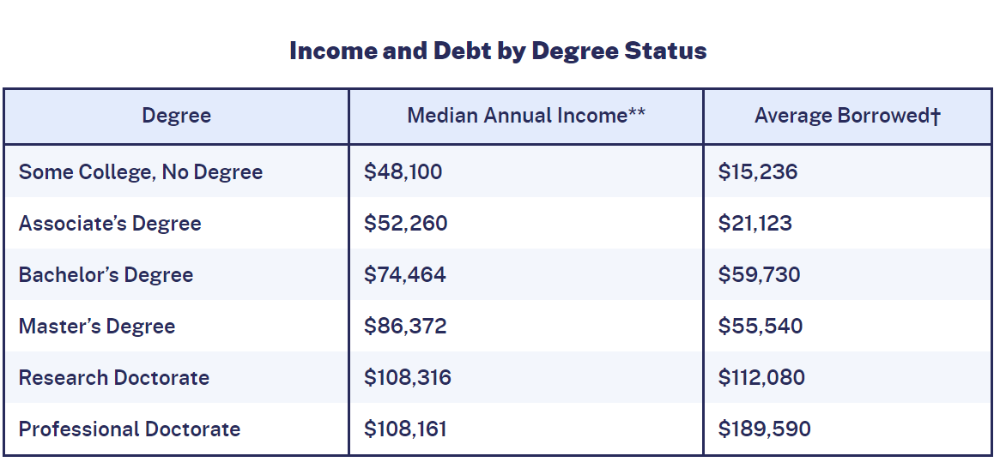 Income and Debt by Degree Status
Degree Median Annual Income** Average Borrowed†
Some College, No Degree $48,100 $15,236
Associate’s Degree $52,260 $21,123
Bachelor’s Degree $74,464 $59,730
Master’s Degree $86,372 $55,540
Research Doctorate $108,316 $112,080
Professional Doctorate $108,161 $189,590